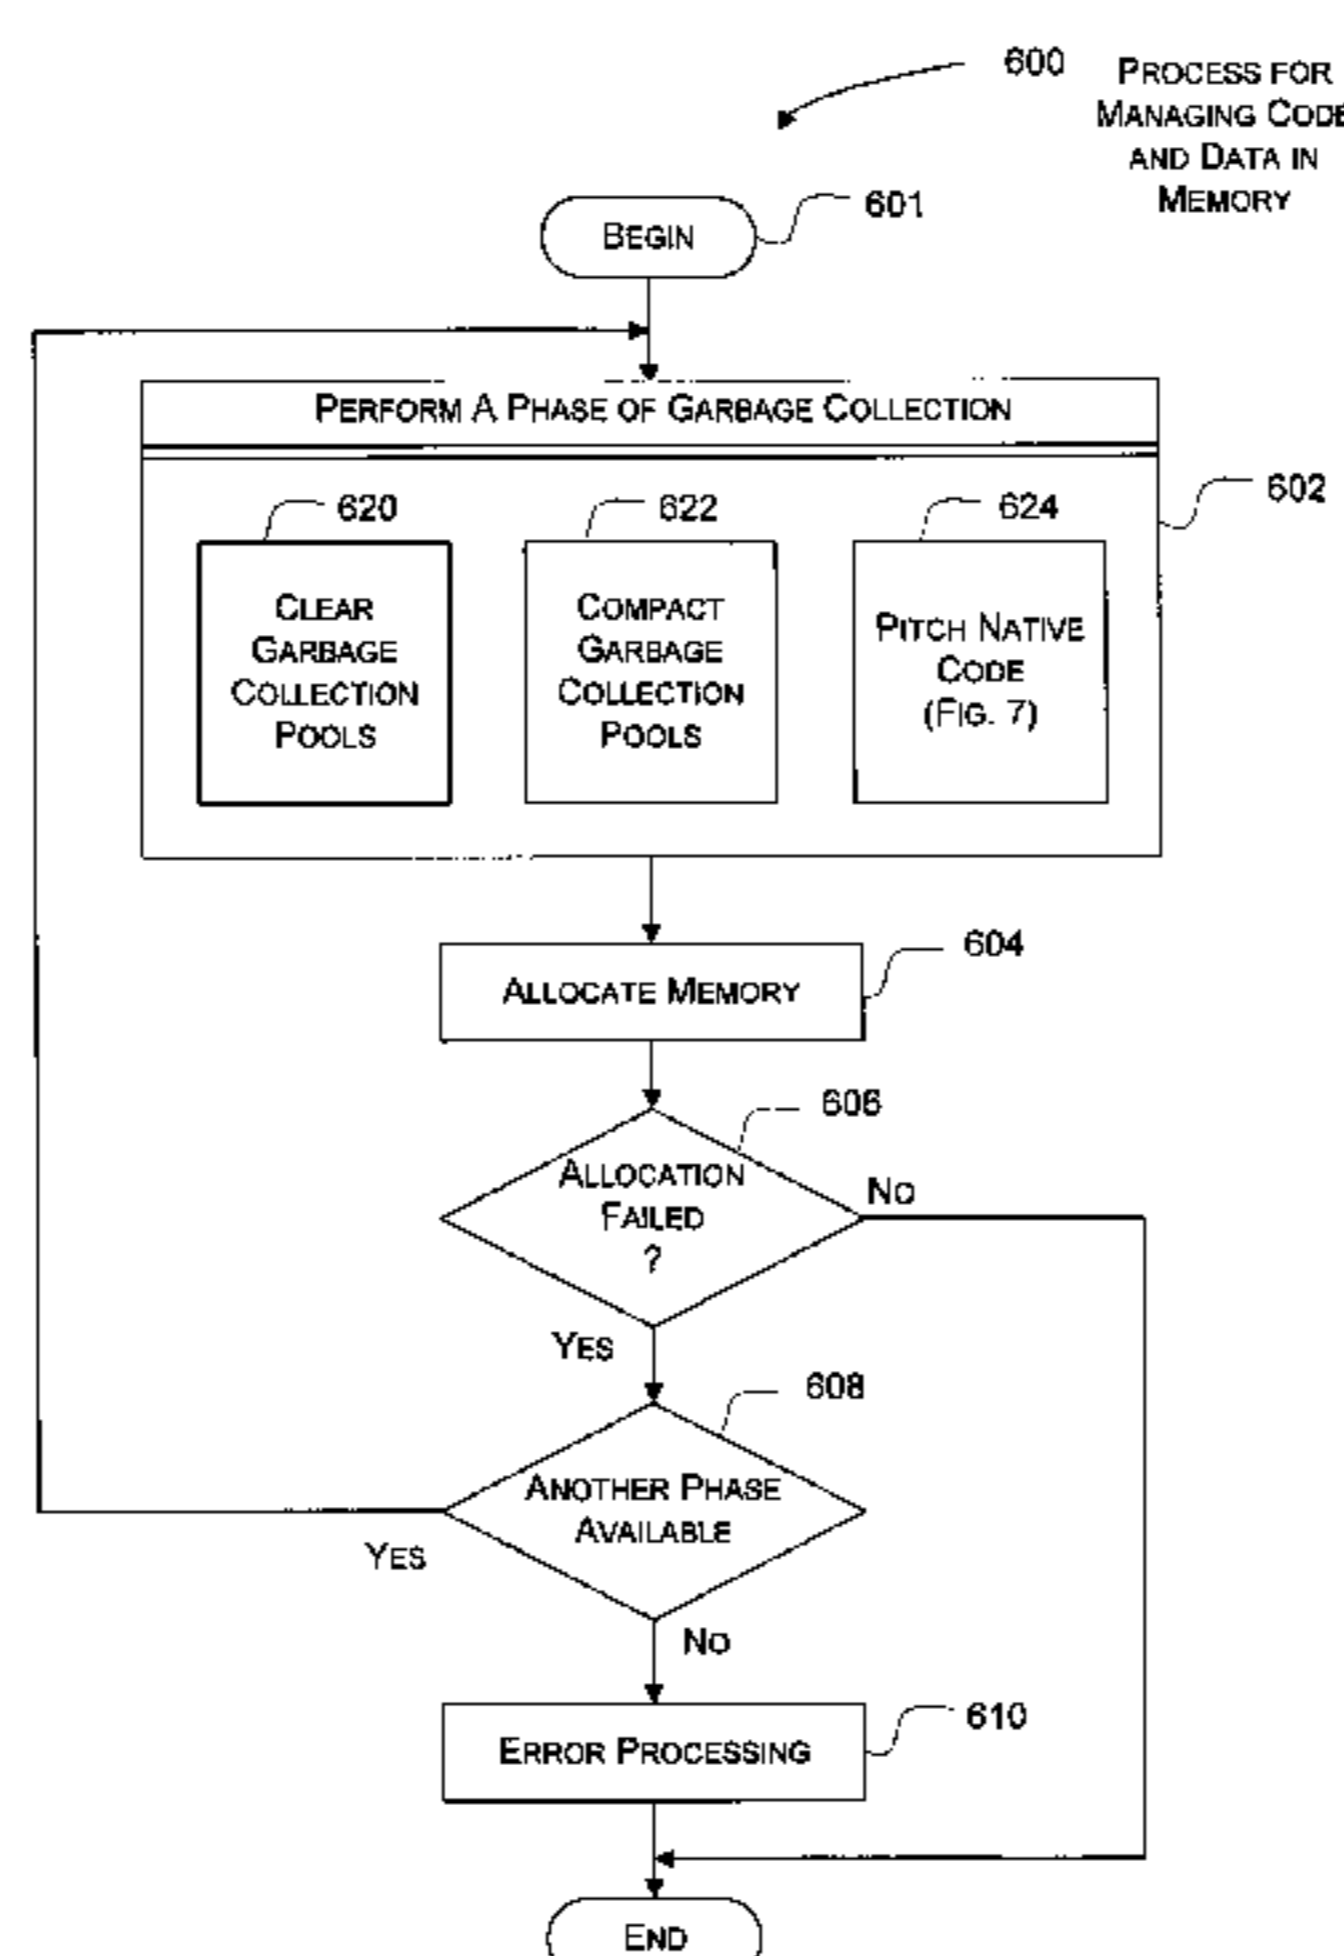 600
PROCESS FOR
MANAGING CODE
AND DATA IN
MEMORY
601
BEGIN
PERFORM A PHASE OF GARBAGE COLLECTION
602
620
622
624
CLEAR
GARBAGE
COLLECTION
POOLS
COMPACT
GARBAGE
COLLECTION
POOLS
PITCH NATIVE
CODE
(FIG. 7)
604
ALLOCATE MEMORY
606
ALLOCATION
FAILED
?
NO
YES
608
ANOTHER PHASE
AVAILABLE
YES
NO
610
ERROR PROCESSING
END